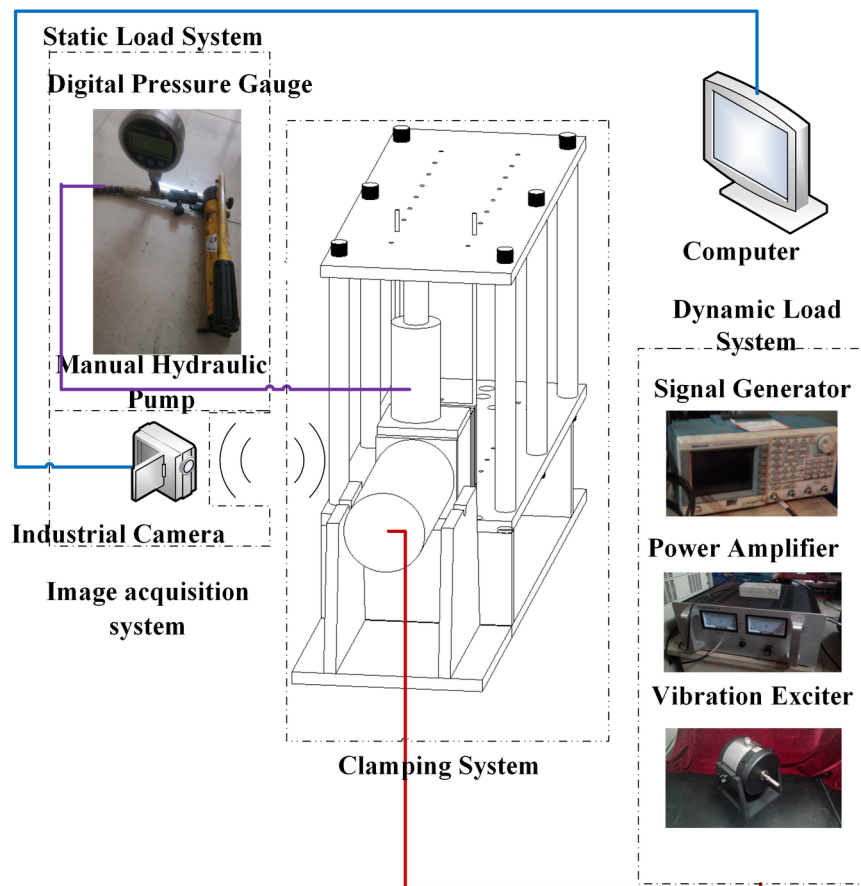 Static Load System
Digital Pressure Gauge
Manual Hydraulic
Pump
Industrial Camera
Image acquisition
system
Clamping System
Computer
Dynamic Load
System
Signal Generator
Power Amplifier
Vibration Exciter